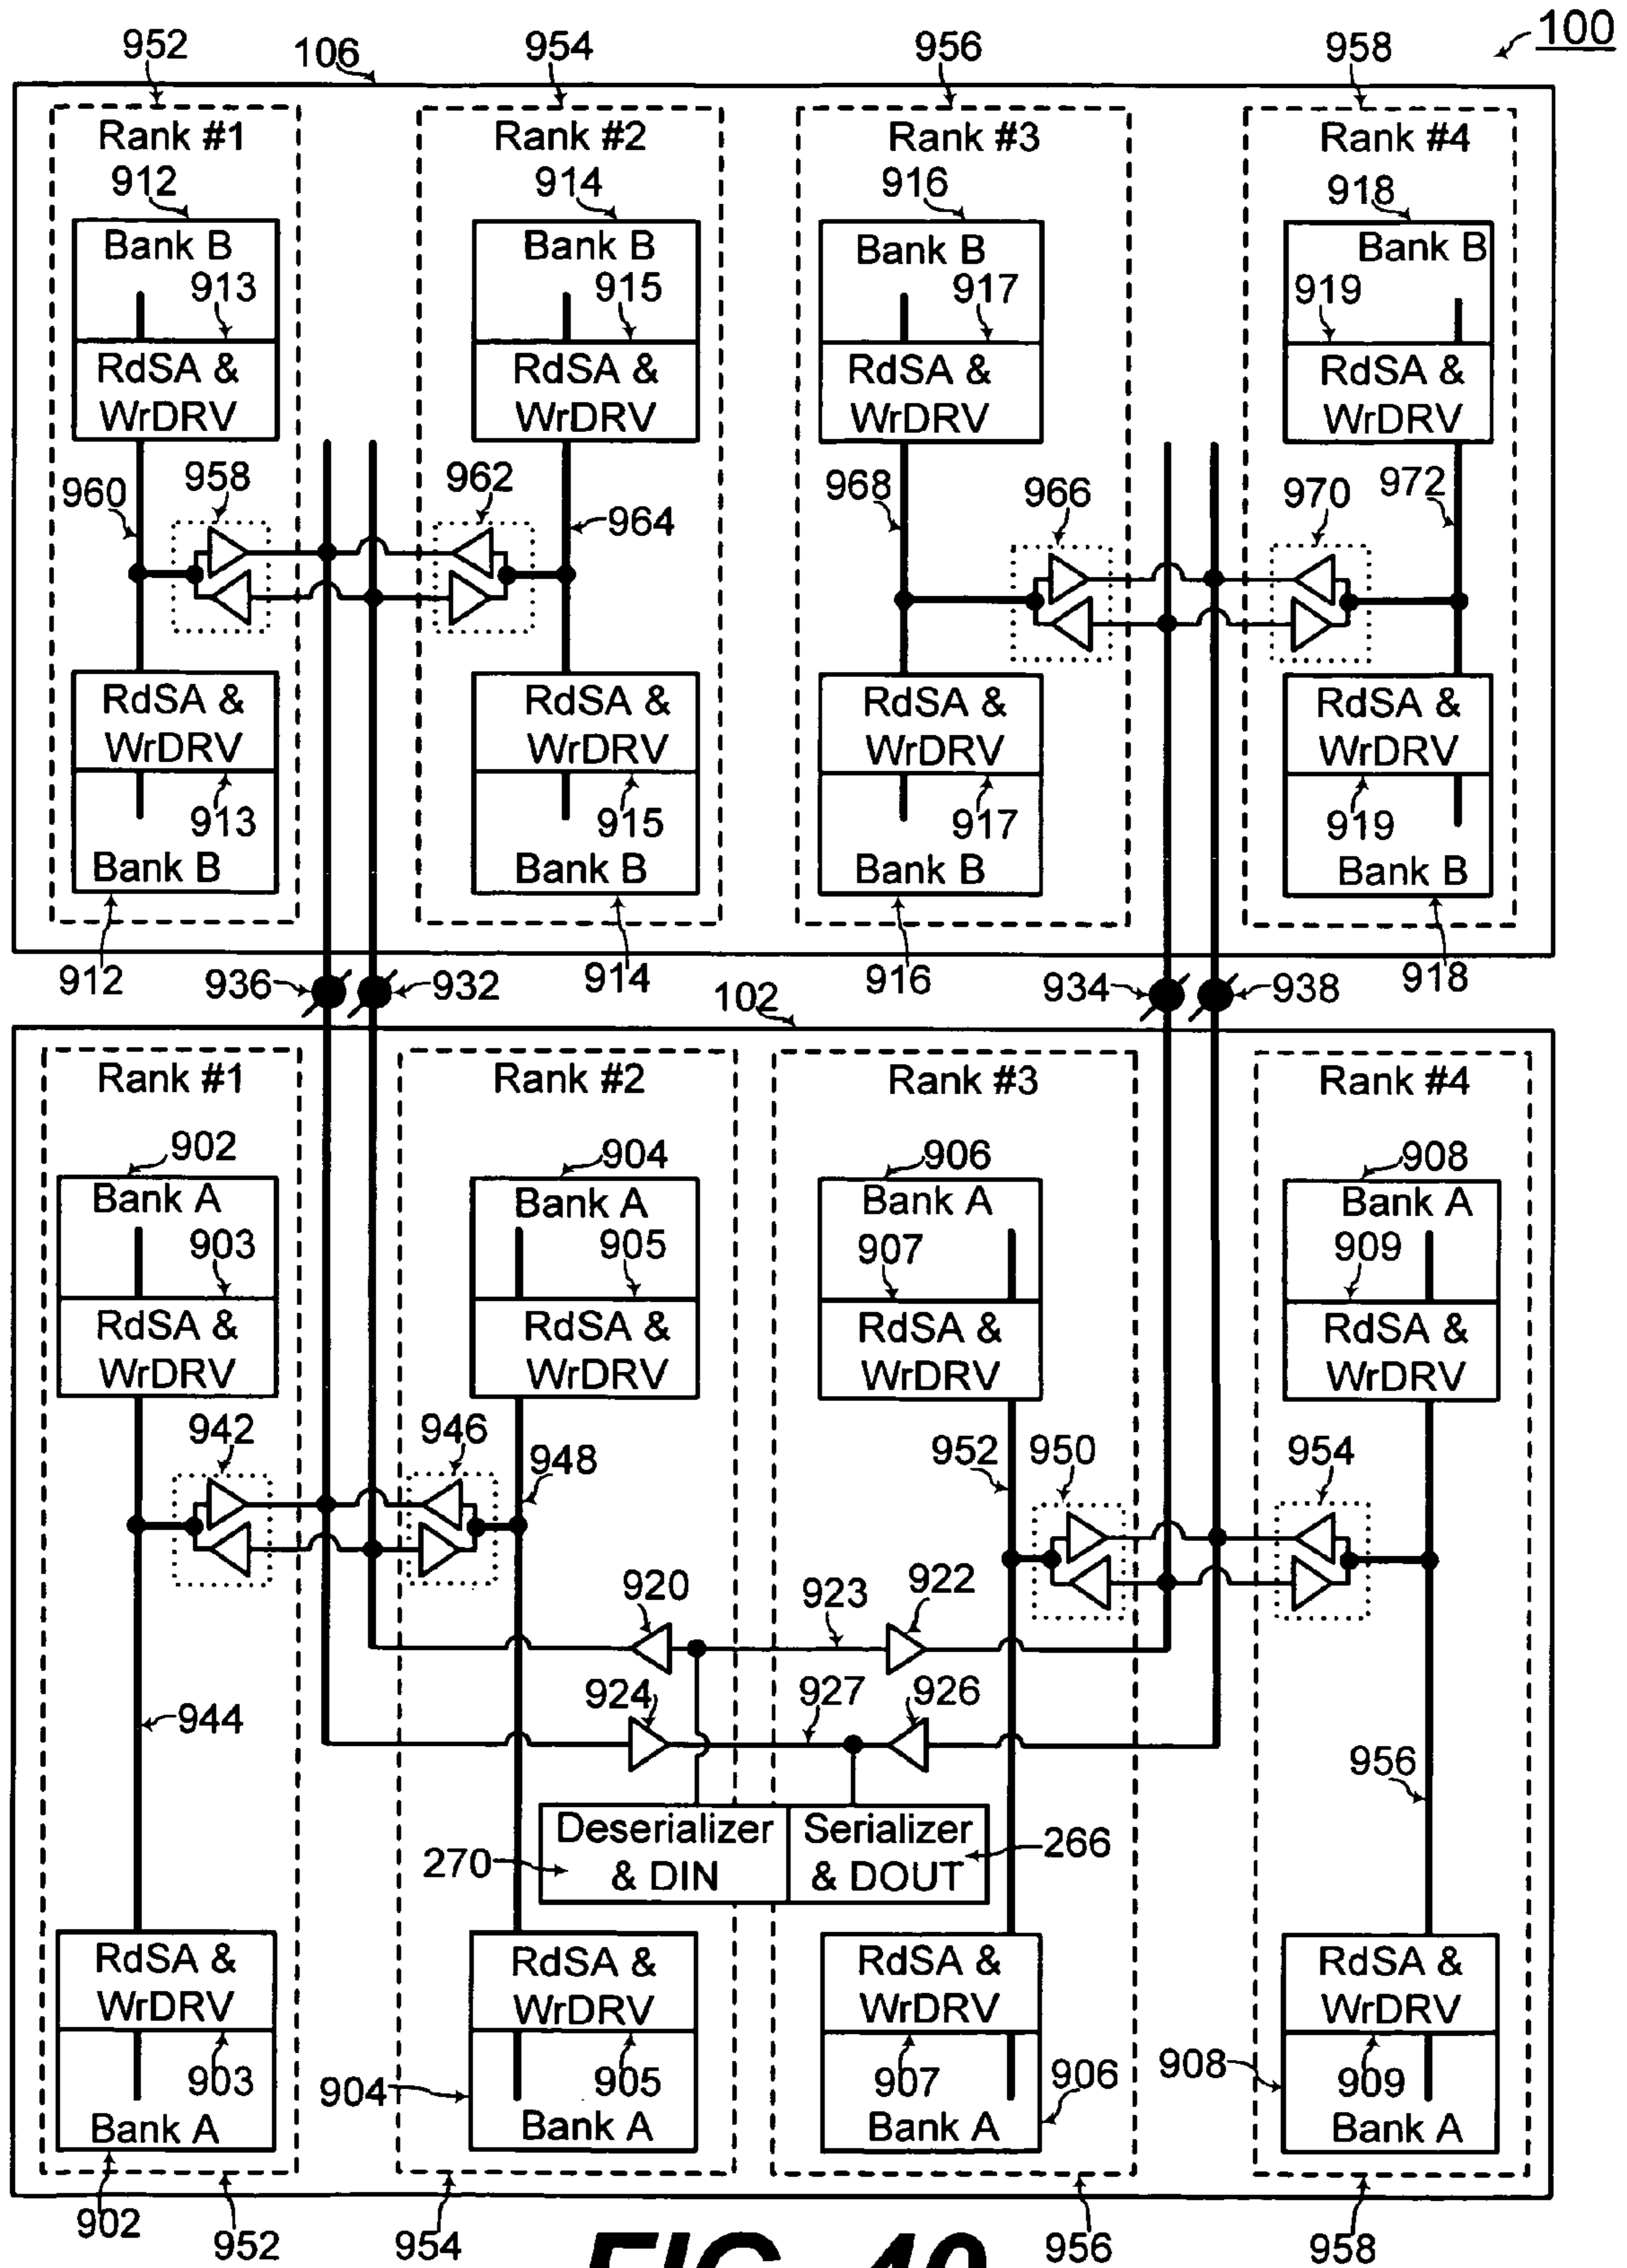 100
952 106 954 956 958
Rank #1 Rank #2 Rank #3 Rank #4
912 914 916 918
Bank B Bank B Bank B Bank B
913 915 917 919
RdSA & RdSA & RdSA & RdSA &
WrDRV WrDRV WrDRV WrDRV
960 958 962 964 968 966 970 972
RdSA & RdSA & RdSA & RdSA &
WrDRV WrDRV WrDRV WrDRV
913 915 917 919
Bank B Bank B Bank B Bank B
912 936 932 914 916 934 938 918
102
Rank #1 Rank #2 Rank #3 Rank #4
902 904 906 908
Bank A Bank A Bank A Bank A
903 905 907 909
RdSA & RdSA & RdSA & RdSA &
WrDRV WrDRV WrDRV WrDRV
942 946 948 952 950 954
920 923 922
944 924 927 926
956
Deserializer Serializer
270 & DIN & DOUT 266
RdSA & RdSA & RdSA & RdSA &
WrDRV WrDRV WrDRV WrDRV
903 904 905 907 906 908 909
Bank A Bank A Bank A Bank A
902 952 954 956 958
FIG. 40